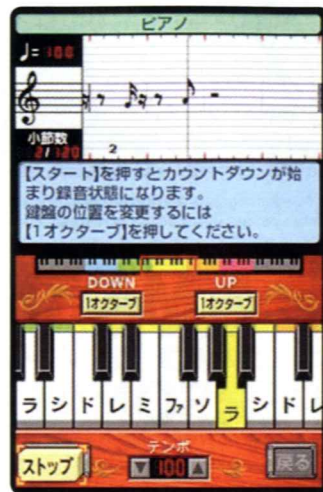 ピアノ
♩= 100
小節数
2/120
2
【スタート】を押すとカウントダウンが始
まり録音状態になります。
鍵盤の位置を変更するには
【1オクターブ】を押してください。
DOWN UP
1オクターブ 1オクターブ
ラ シ ド レ ミ ファ ソ ラ シ ド レ
テンポ
ストップ ▼ 100 ▲ 戻る